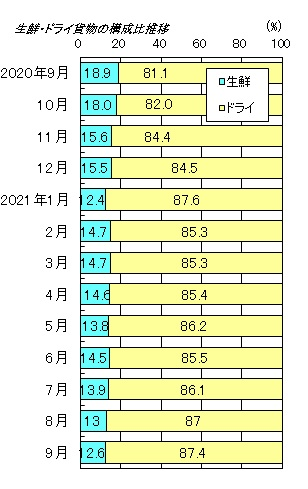 生鮮・ドライ貨物の構成比推移 (%)
0 20 40 60 80 100
2020年9月 18.9 81.1
10月 18.0 82.0
11月 15.6 84.4
12月 15.5 84.5
2021年1月 12.4 87.6
2月 14.7 85.3
3月 14.7 85.3
4月 14.6 85.4
5月 13.8 86.2
6月 14.5 85.5
7月 13.9 86.1
8月 13 87
9月 12.6 87.4
生鮮
ドライ